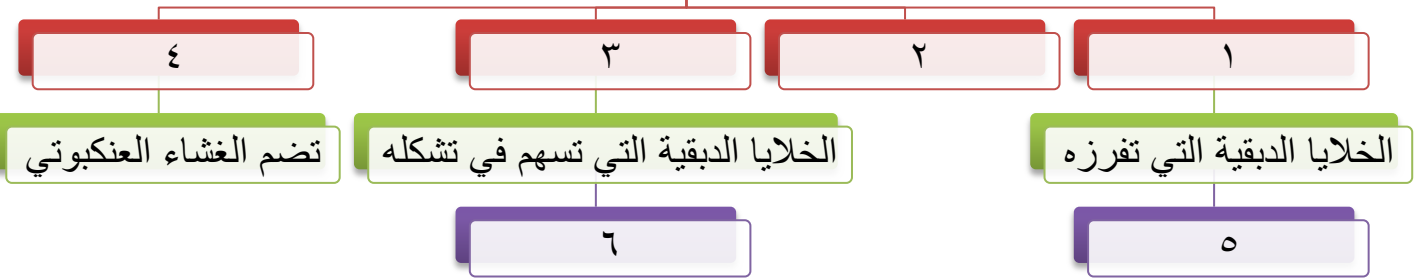 ١
٢
٣
٤
الخلايا الدبقية التي تفرزه
الخلايا الدبقية التي تسهم في تشكله
تضم الغشاء العنكبوتي
٥
٦